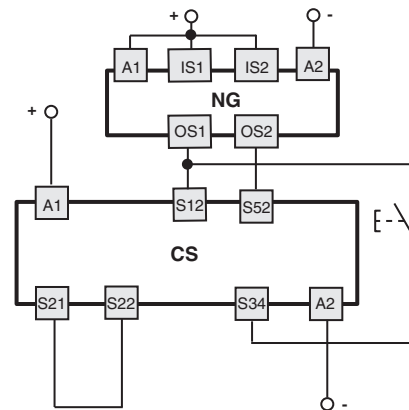 + -
A1 IS1 IS2 A2
NG
OS1 OS2
+
A1 S12 S52
CS
S21 S22 S34 A2
-